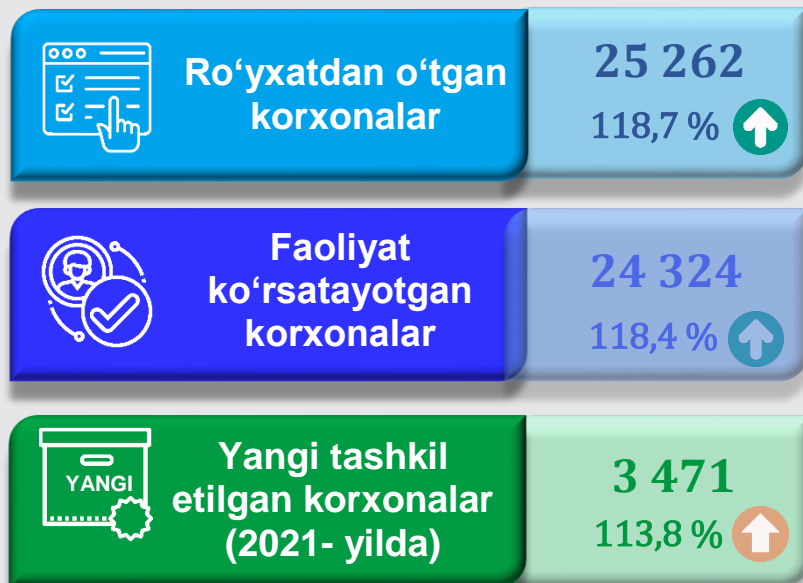 Ro‘yxatdan o‘tgan
korxonalar
25 262
118,7 %
Faoliyat
ko‘rsatayotgan
korxonalar
24 324
118,4 %
YANGI
Yangi tashkil
etilgan korxonalar
(2021- yilda)
3 471
113,8 %